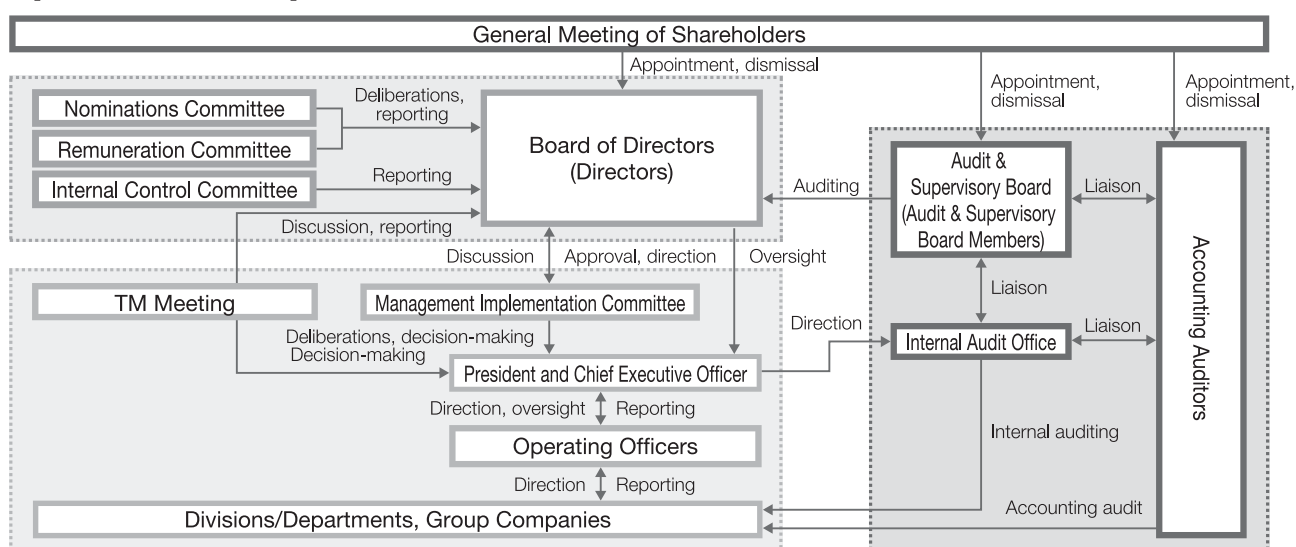 General Meeting of Shareholders
Appointment, dismissal
Appointment,
dismissal
Appointment,
dismissal
Nominations Committee
Remuneration Committee
Internal Control Committee
Deliberations,
reporting
Reporting
Discussion, reporting
Board of Directors
(Directors)
Auditing
Audit &
Supervisory Board
(Audit & Supervisory
Board Members)
Liaison
Accounting Auditors
Discussion
Approval, direction
Oversight
Liaison
TM Meeting
Management Implementation Committee
Deliberations, decision-making
Decision-making
Direction
Internal Audit Office
Liaison
President and Chief Executive Officer
Direction, oversight
Reporting
Operating Officers
Internal auditing
Direction
Reporting
Divisions/Departments, Group Companies
Accounting audit